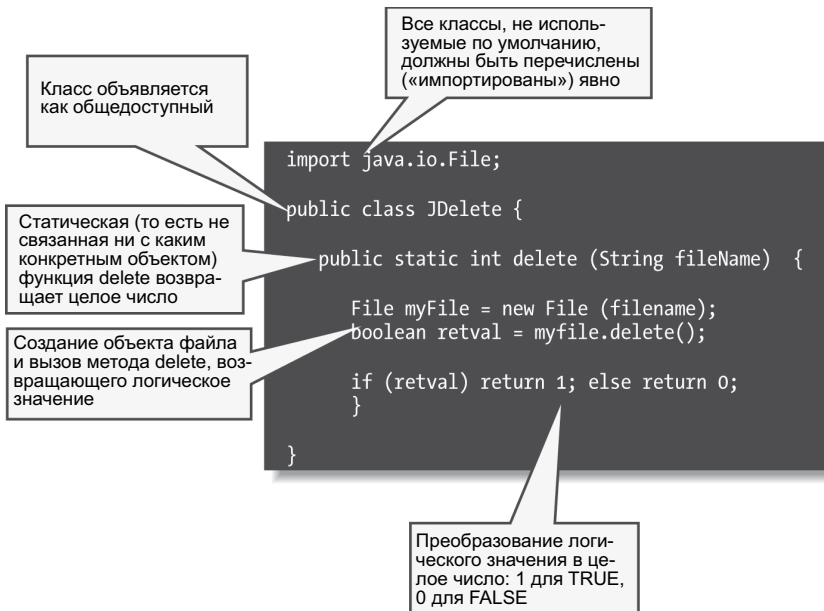 Все классы, не исполь-
зуемые по умолчанию,
должны быть перечислены
(«импортированы») явно
Класс объявляется
как общедоступный
import java.io.File;
public class JDelete {
Статическая (то есть не
связанная ни с каким
конкретным объектом)
функция delete возвра-
щает целое число
public static int delete (String fileName) {
File myFile = new File (filename);
boolean retval = myfile.delete();
Создание объекта файла
и вызов метода delete, воз-
вращающего логическое
значение
if (retval) return 1; else return 0;
}
}
Преобразование логи-
ческого значения в це-
лое число: 1 для TRUE,
0 для FALSE